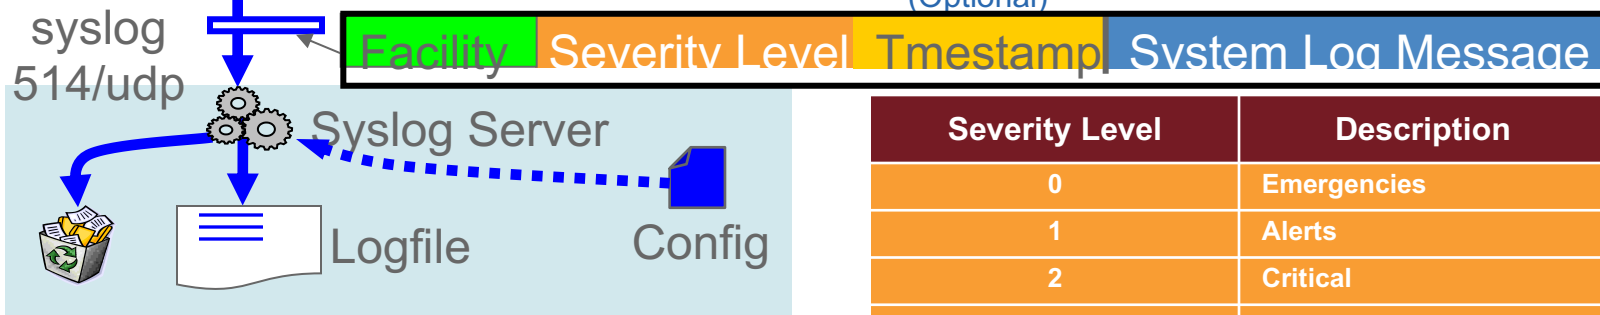 (Optional)
syslog
514/udp
Facility Severity Level Tmestamp System Log Message
Syslog Server
Logfile
Config
Severity Level Description
0 Emergencies
1 Alerts
2 Critical